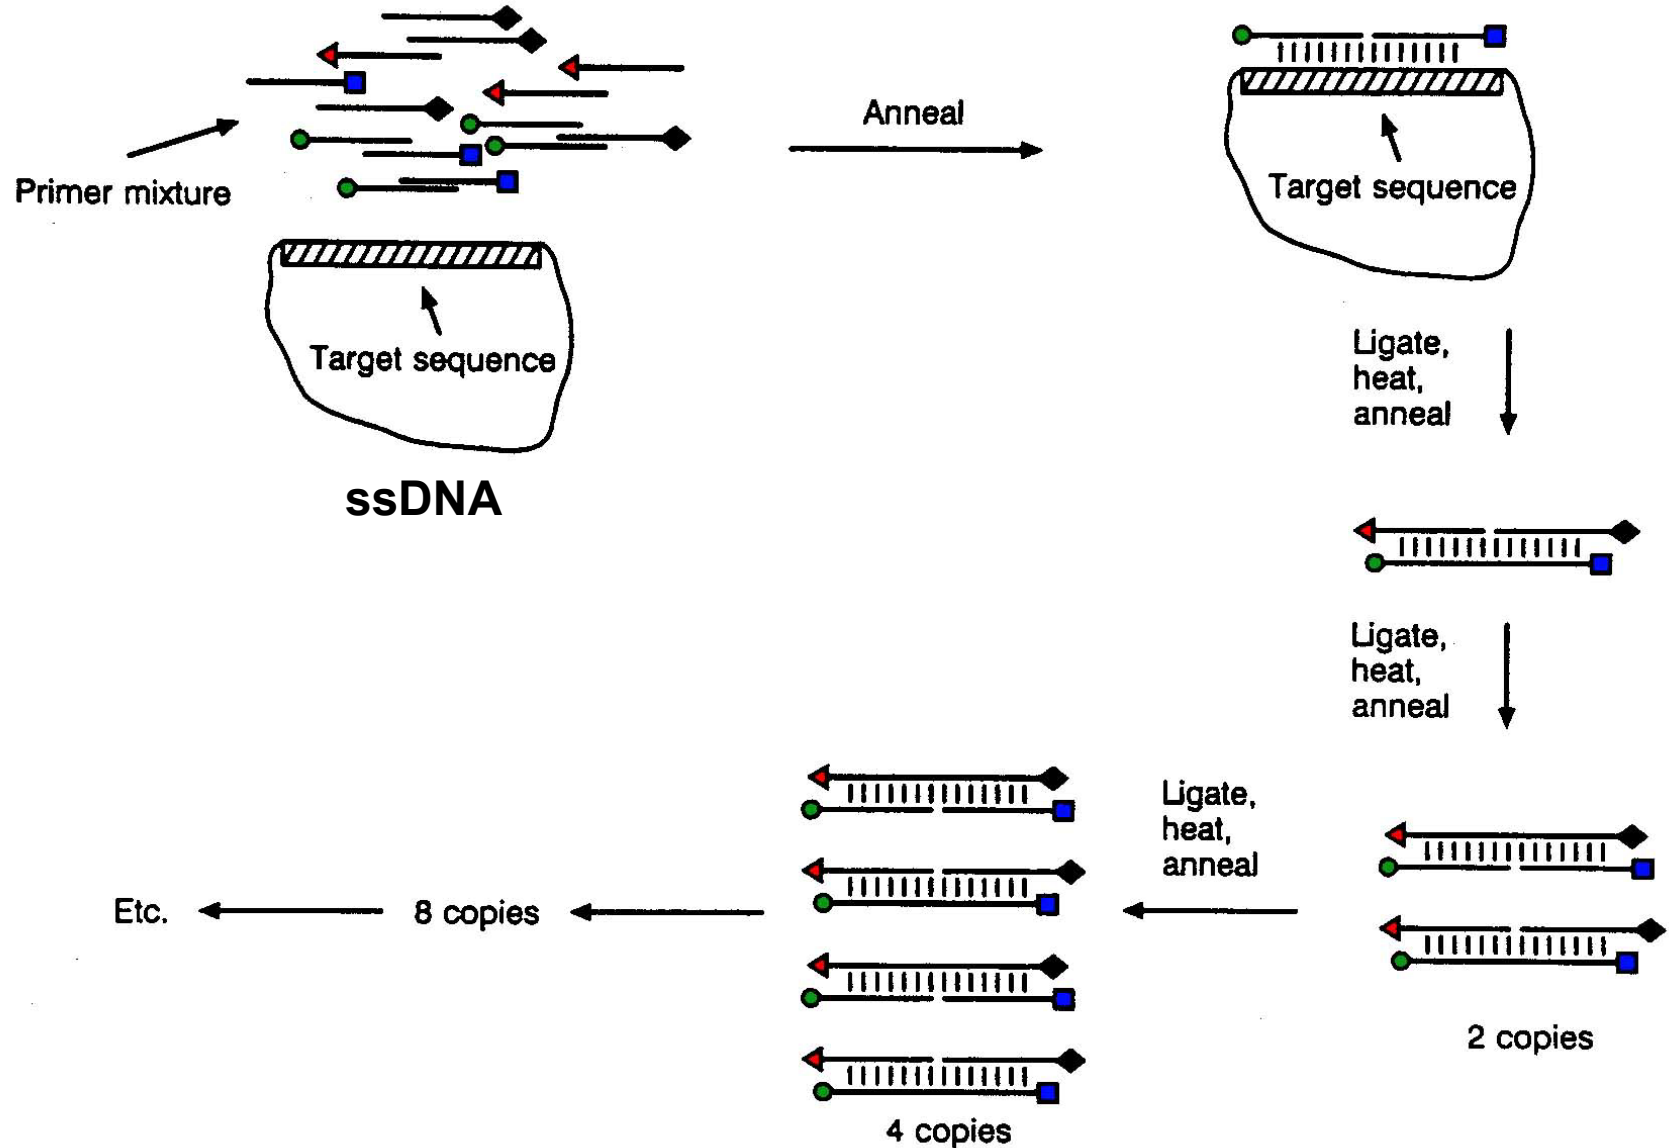 Primer mixture
Target sequence
ssDNA
Anneal
Target sequence
Ligate,
heat,
anneal
Ligate,
heat,
anneal
2 copies
Ligate,
heat,
anneal
4 copies
8 copies
Etc.